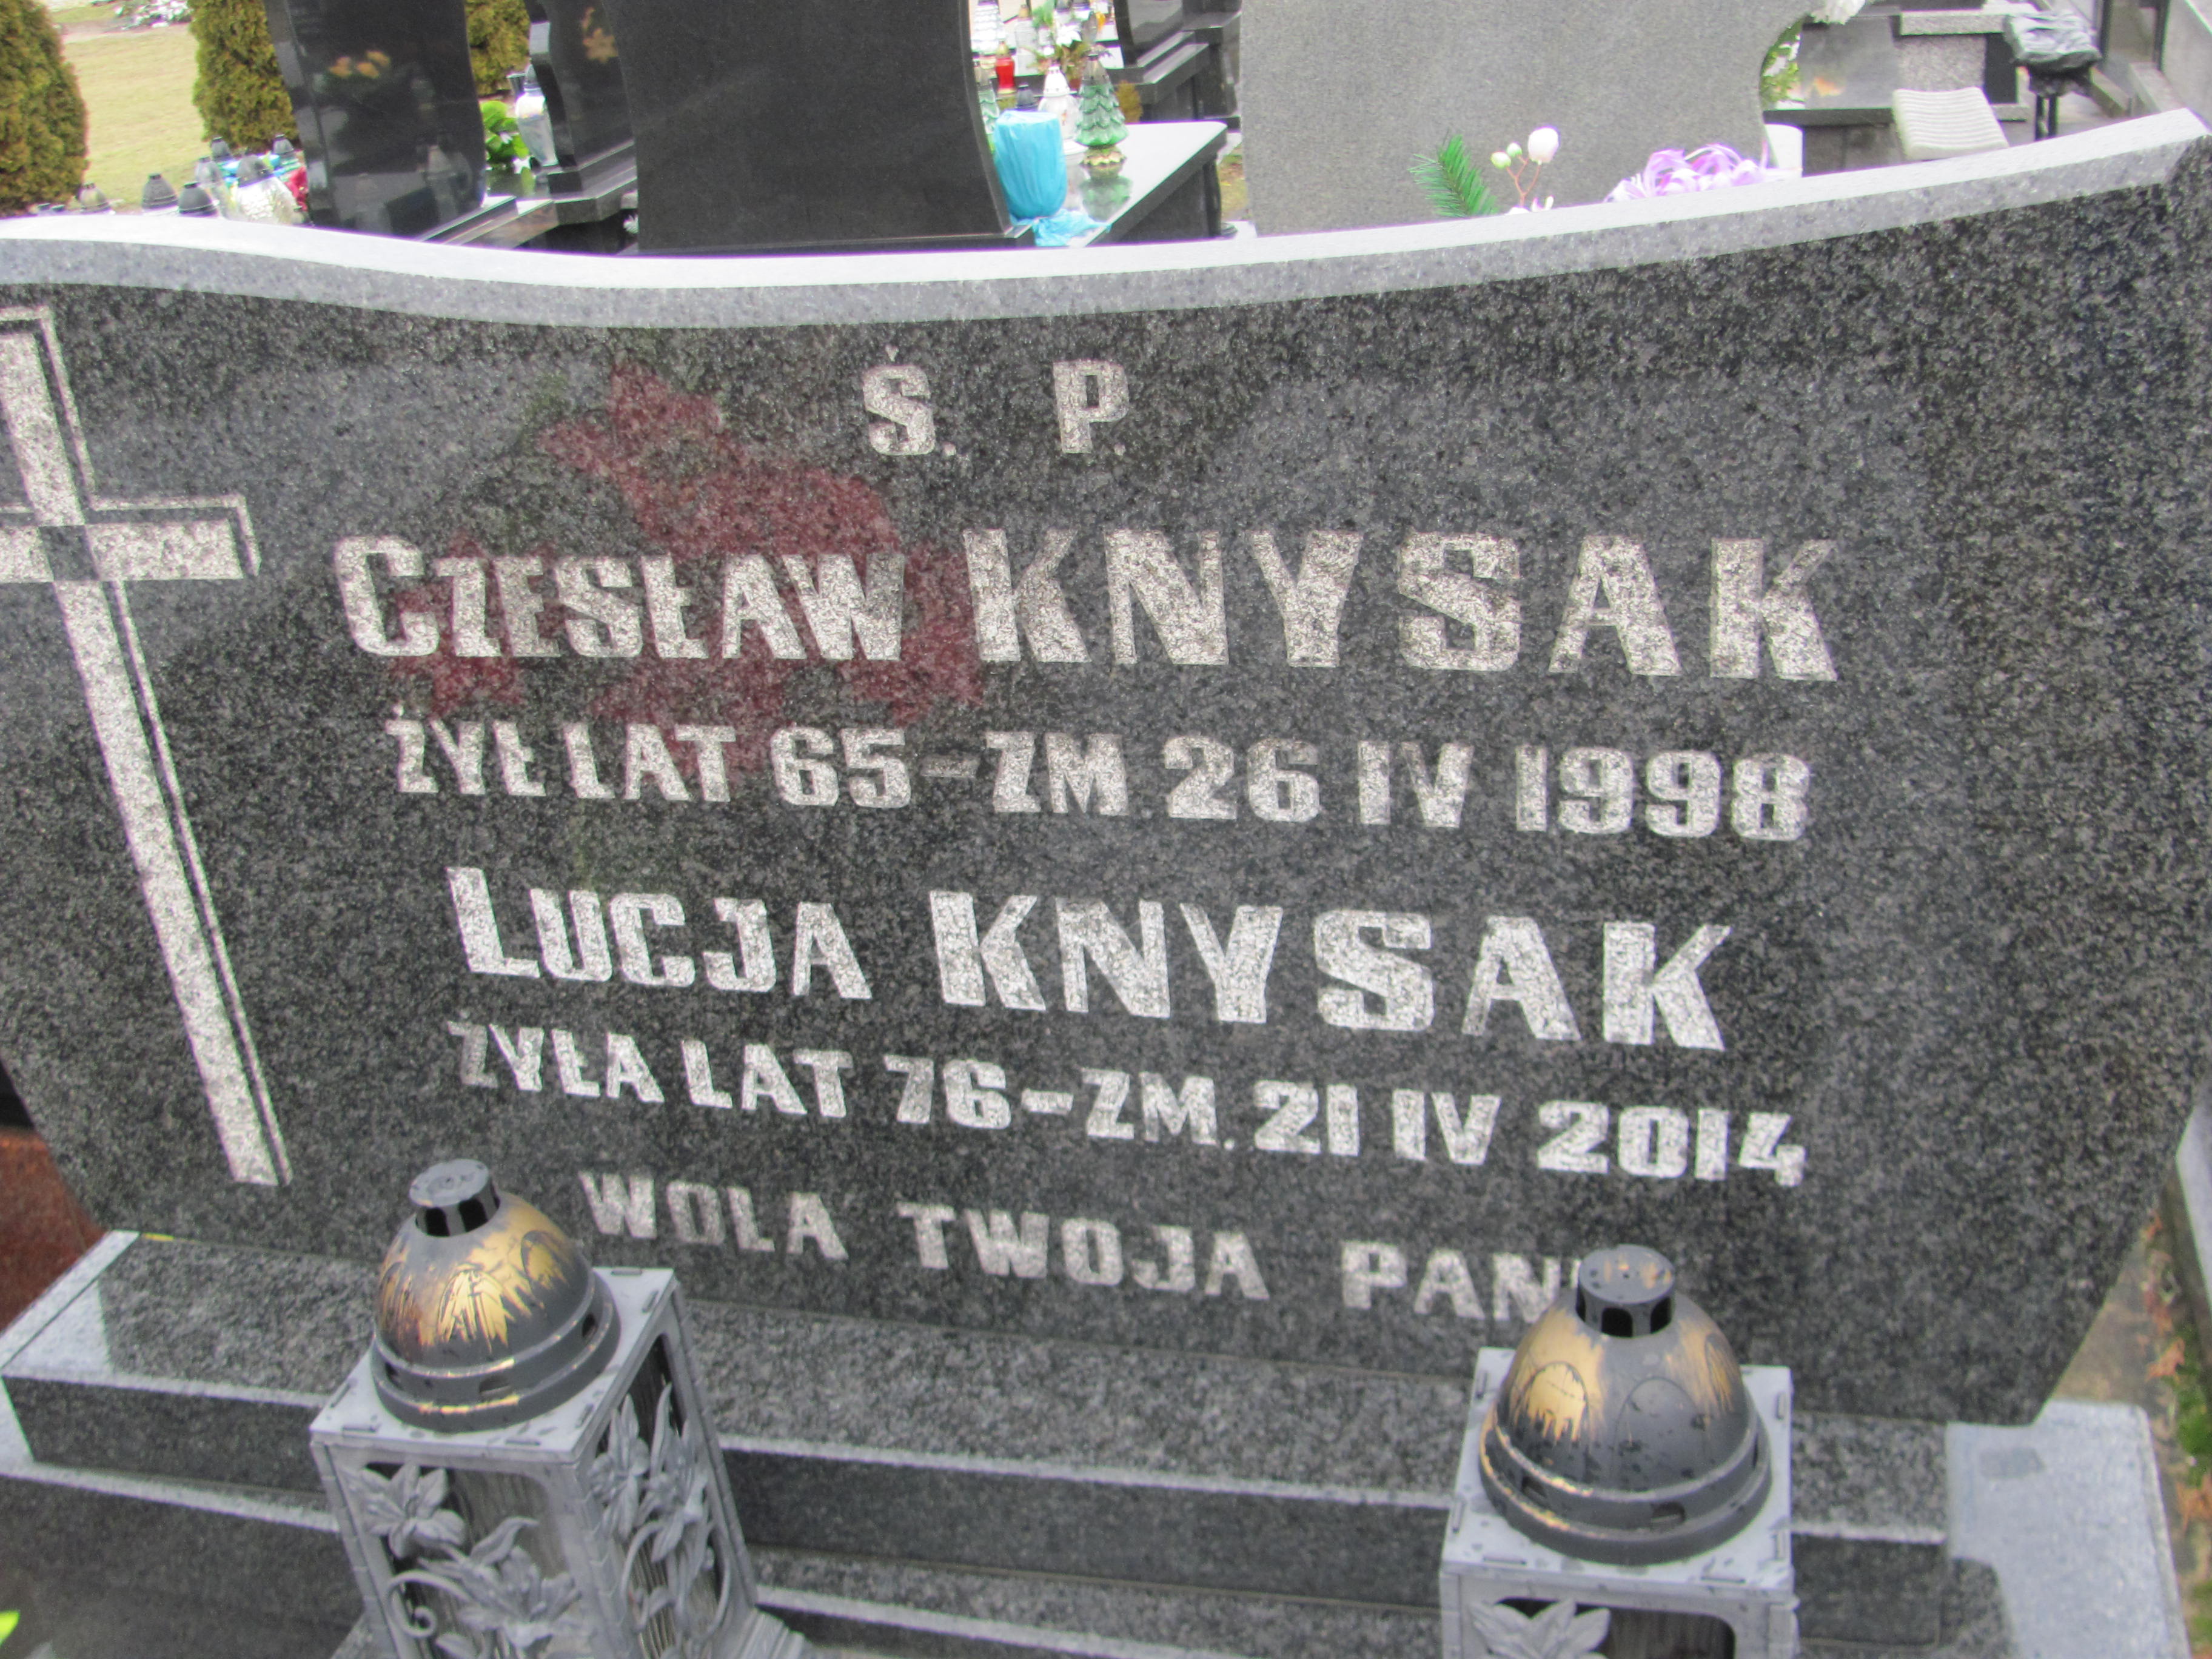 Ś. P.
CZESŁAW KNYSAK
ŻYŁ LAT 65 - ZM. 26 IV 1998
LUCJA KNYSAK
ŻYŁA LAT 76 - ZM. 21 IV 2014
WOLA TWOJA